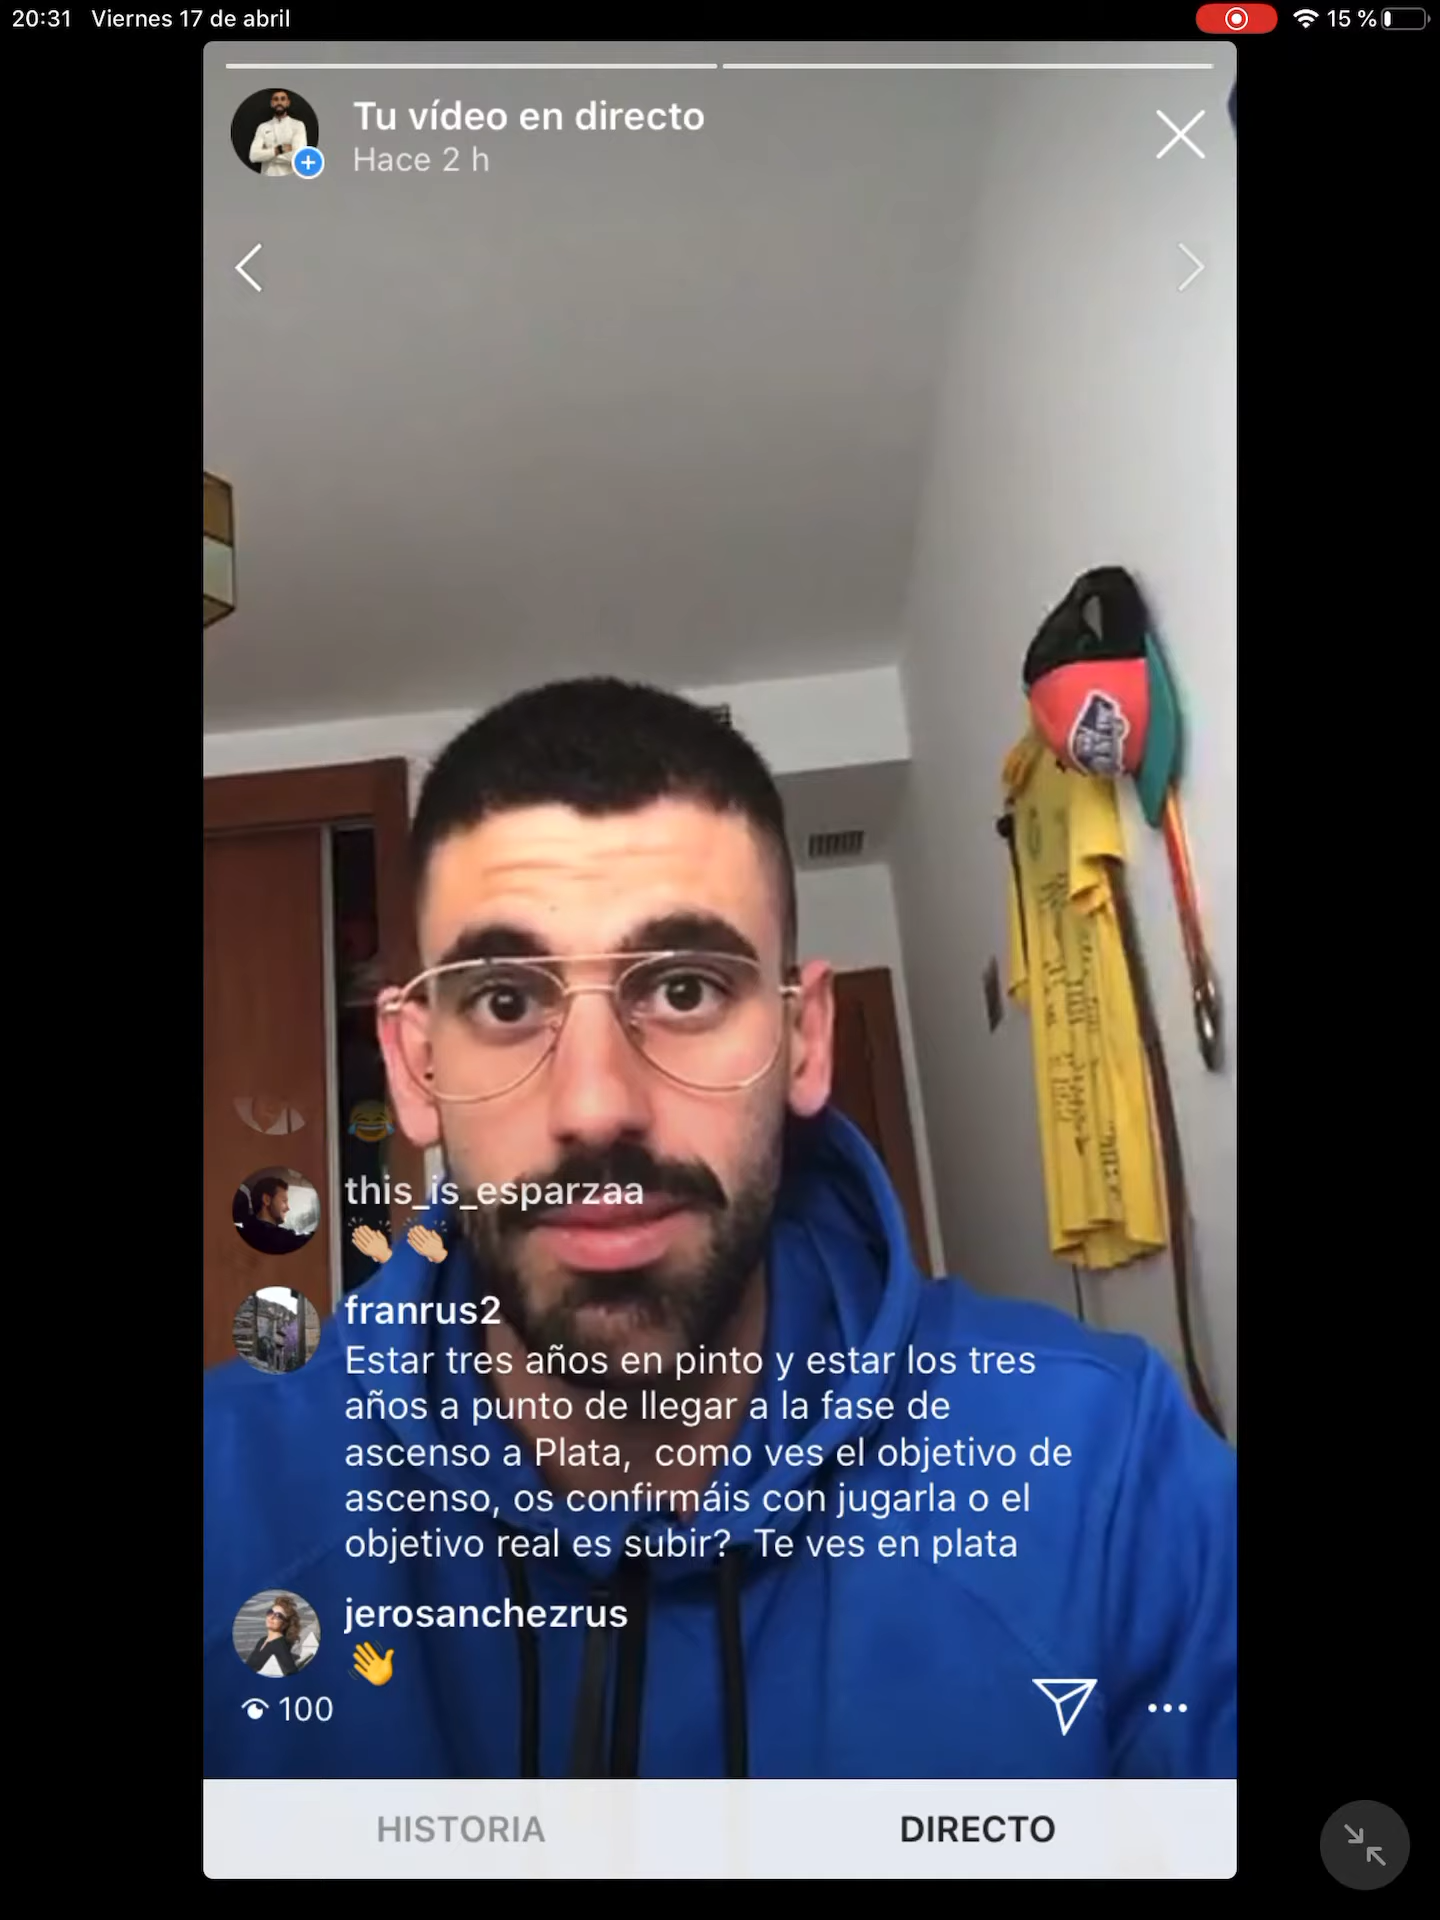 20:31 Viernes 17 de abril
15 %
Tu vídeo en directo
Hace 2 h
😂
this_is_esparzaa
👏🏼 👏🏼
franrus2
Estar tres años en pinto y estar los tres
años a punto de llegar a la fase de
ascenso a Plata, como ves el objetivo de
ascenso, os confirmáis con jugarla o el
objetivo real es subir? Te ves en plata
jerosanchezrus
👋
100
HISTORIA
DIRECTO